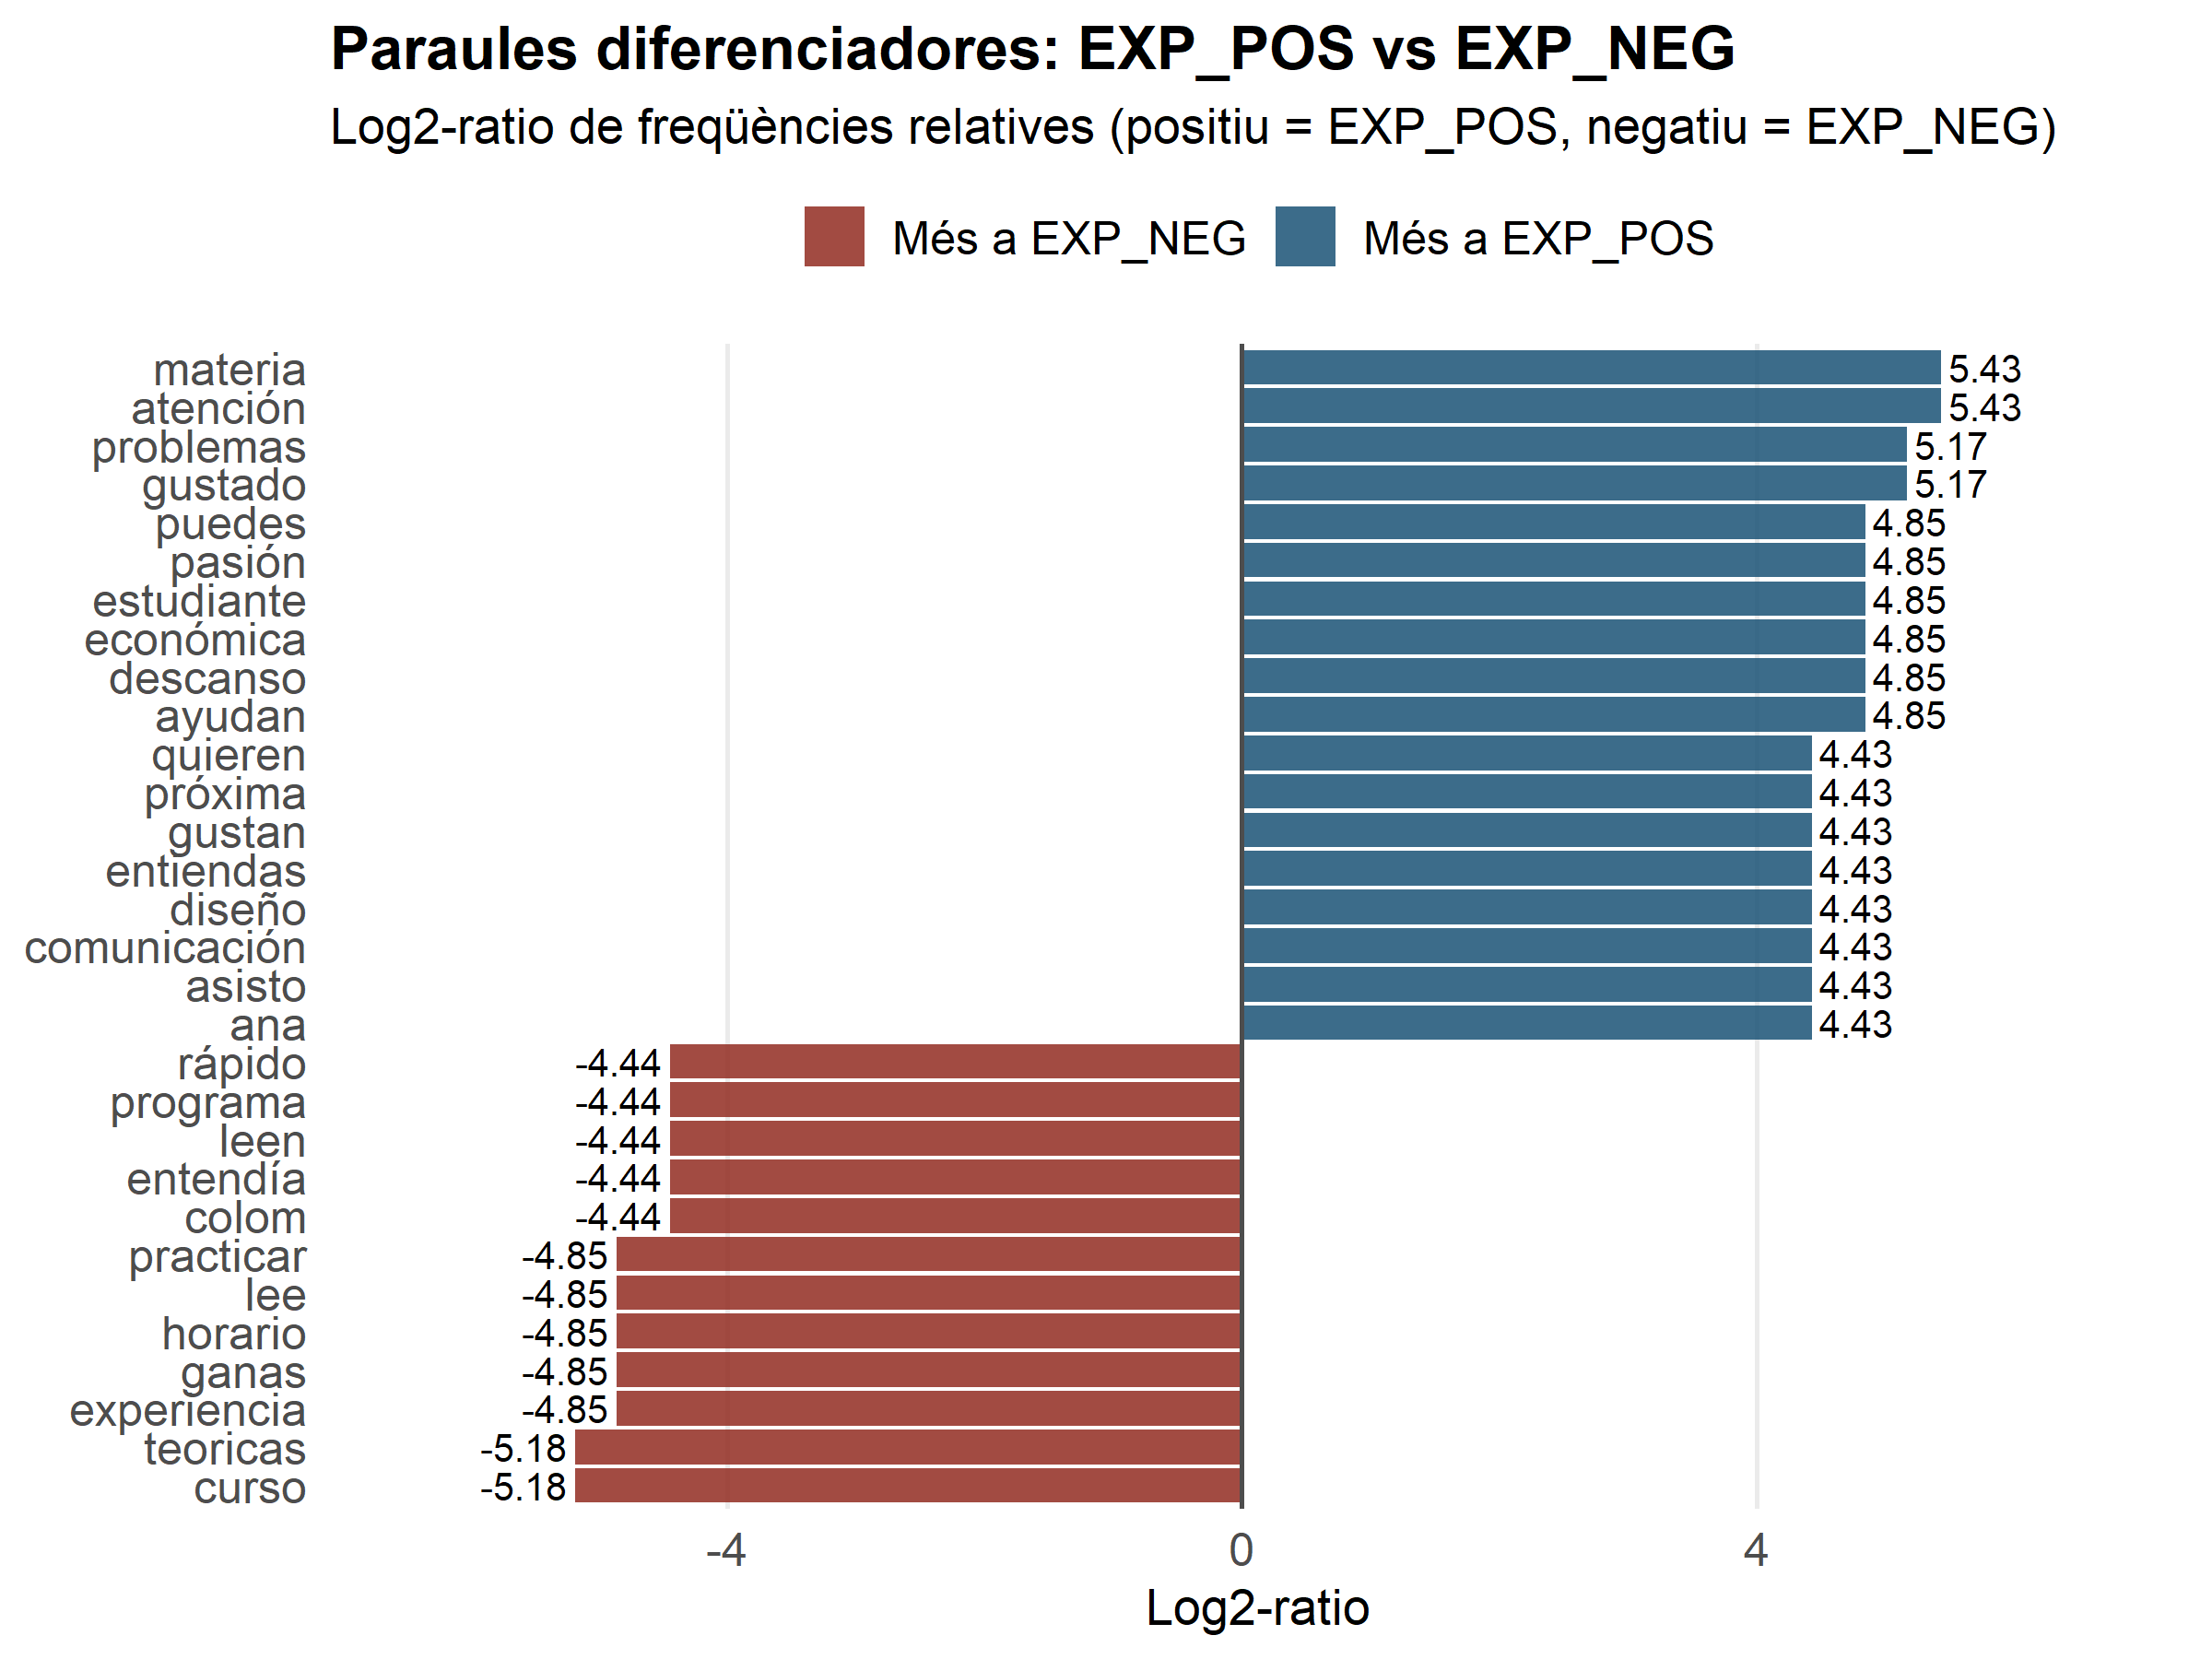 Paraules diferenciadores: EXP_POS vs EXP_NEG
Log2-ratio de freqüències relatives (positiu = EXP_POS, negatiu = EXP_NEG)
Més a EXP_NEG Més a EXP_POS
materia 5.43
atención 5.43
problemas 5.17
gustado 5.17
puedes 4.85
pasión 4.85
estudiante 4.85
económica 4.85
descanso 4.85
ayudan 4.85
quieren 4.43
próxima 4.43
gustan 4.43
entiendas 4.43
diseño 4.43
comunicación 4.43
asisto 4.43
ana 4.43
rápido -4.44
programa -4.44
leen -4.44
entendía -4.44
colom -4.44
practicar -4.85
lee -4.85
horario -4.85
ganas -4.85
experiencia -4.85
teoricas -5.18
curso -5.18
-4 0 4
Log2-ratio